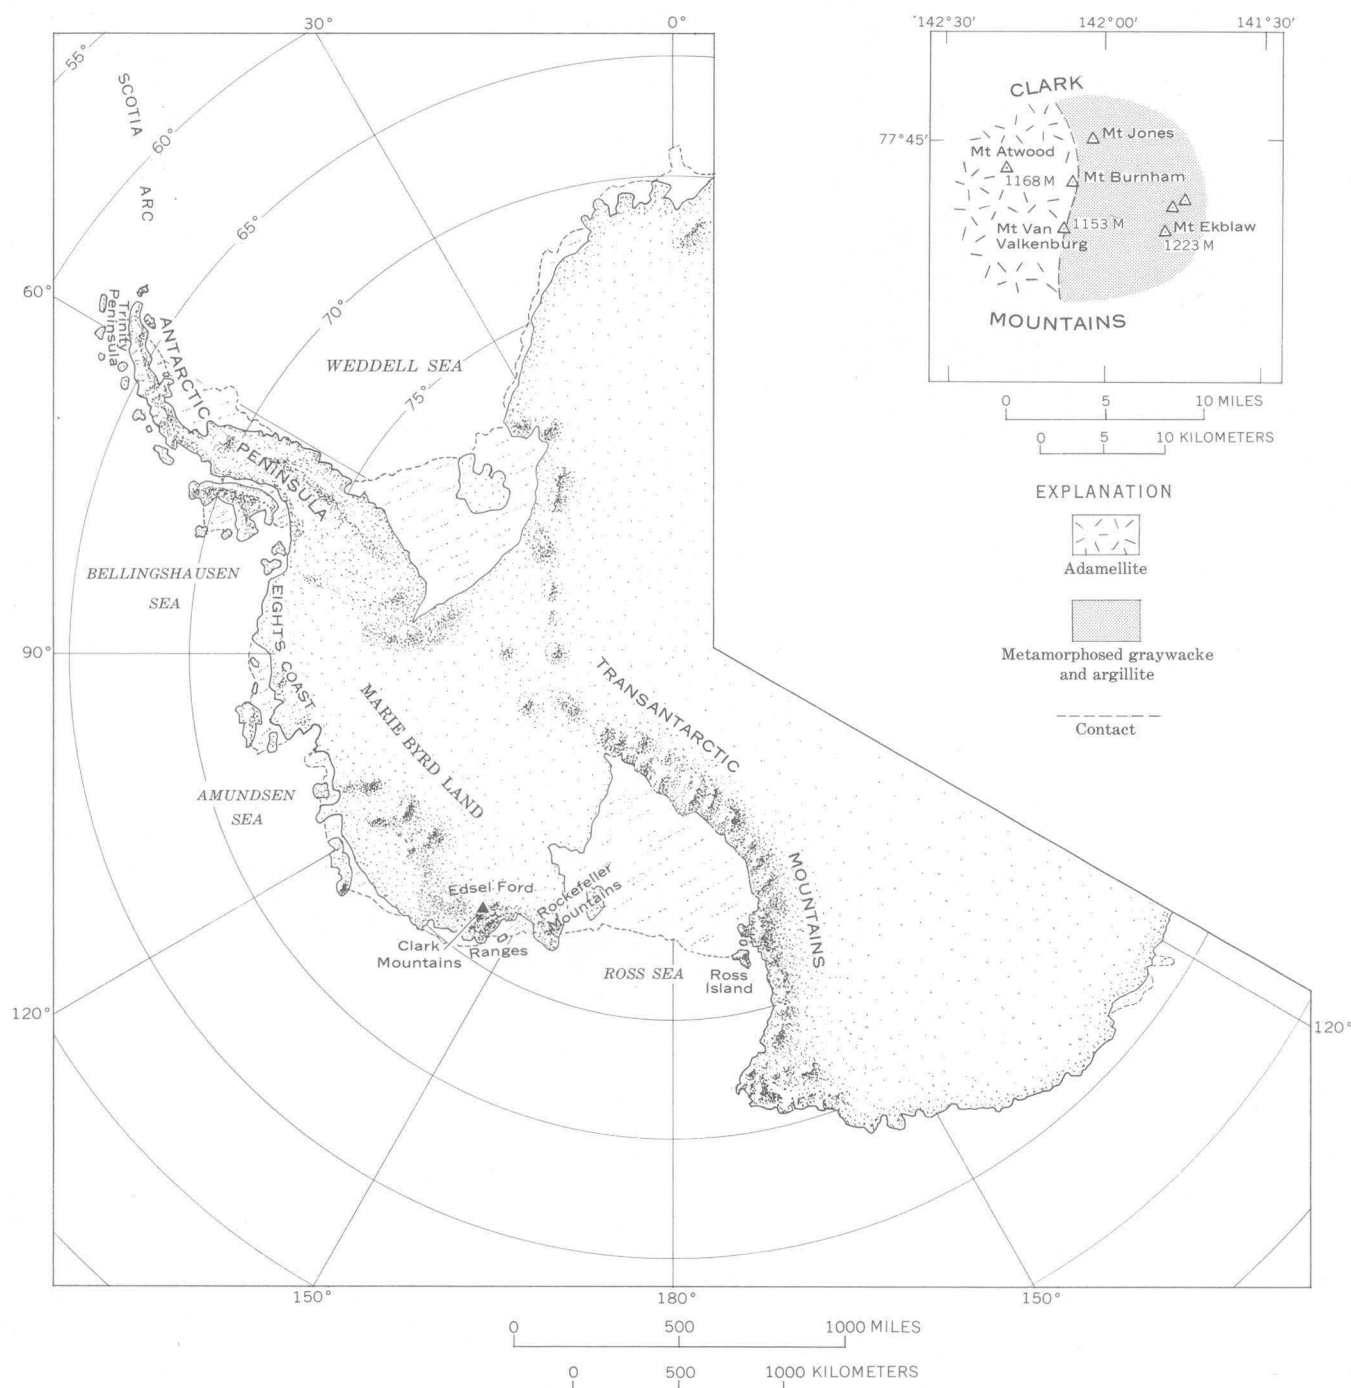 30°
0°
55°
SCOTIA
ARC
60°
65°
70°
75°
60°
Trinity
Peninsula
ANTARCTIC
PENINSULA
WEDDELL SEA
BELLINGSHAUSEN
SEA
EIGHTS COAST
90°
MARIE BYRD LAND
TRANSANTARCTIC
MOUNTAINS
AMUNDSEN
SEA
Edsel Ford
Ranges
Rockefeller
Mountains
Clark
Mountains
ROSS SEA
Ross
Island
120°
120°
150°
180°
150°
0 500 1000 MILES
0 500 1000 KILOMETERS
142°30′ 142°00′ 141°30′
77°45′
CLARK
Mt Jones
Mt Atwood
1168 M
Mt Burnham
1153 M
Mt Van
Valkenburg
Mt Ekblaw
1223 M
MOUNTAINS
0 5 10 MILES
0 5 10 KILOMETERS
EXPLANATION
Adamellite
Metamorphosed graywacke
and argillite
Contact